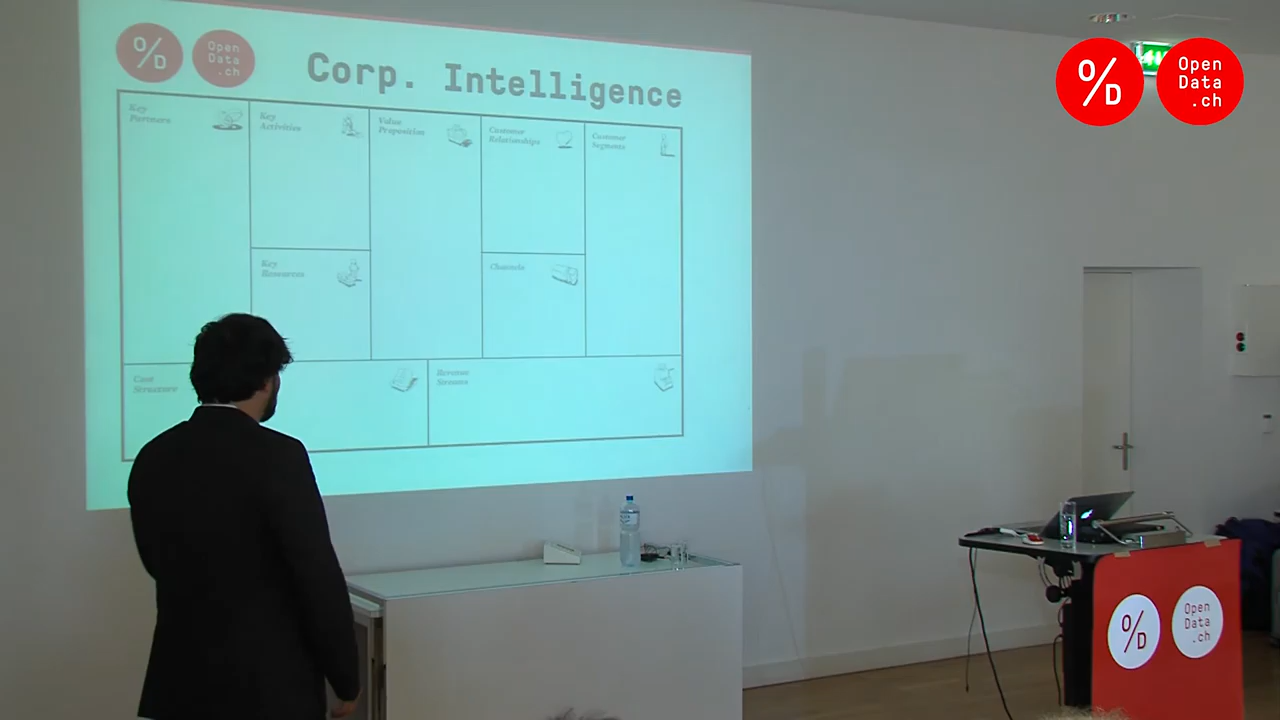 %
Open
Data
.ch
Corp. Intelligence
Key
Partners
Key
Activities
Value
Proposition
Customer
Relationships
Customer
Segments
Key
Resources
Channels
Cost
Structure
Revenue
Streams
O/D
Open
Data
.ch
O/D
Open
Data
.ch